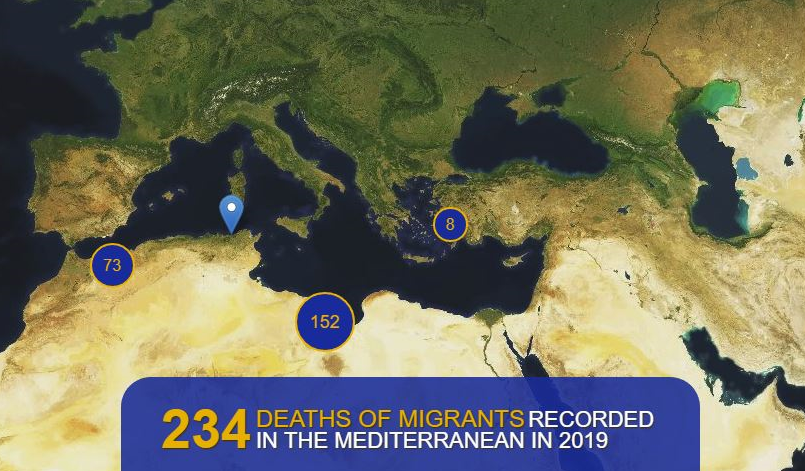 8
73
152
234 DEATHS OF MIGRANTS RECORDED
IN THE MEDITERRANEAN IN 2019